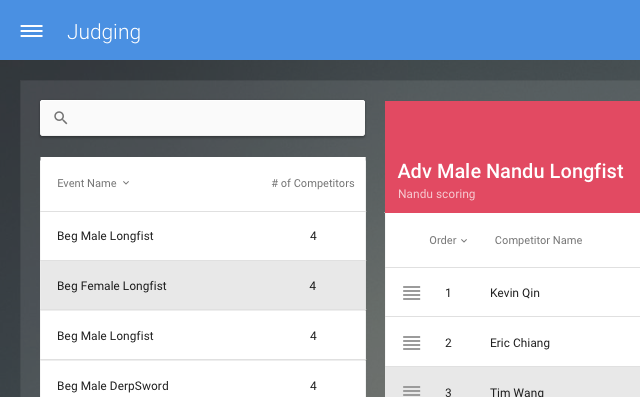 Judging
Event Name # of Competitors
Beg Male Longfist 4
Beg Female Longfist 4
Beg Male Longfist 4
Beg Male DerpSword 4
Adv Male Nandu Longfist
Nandu scoring
Order Competitor Name
1 Kevin Qin
2 Eric Chiang
3 Tim Wang